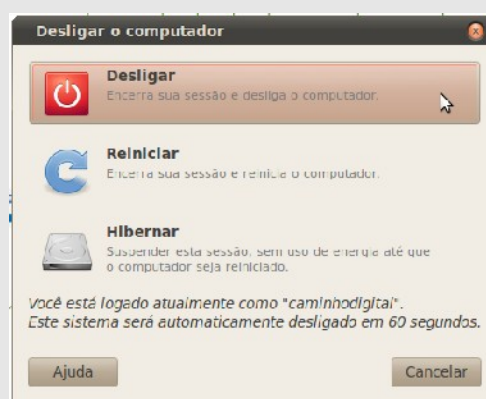 Desligar o computador
Desligar
Encerra sua sessão e desliga o computador.
Reiniciar
Encerra sua sessão e reinicia o computador.
Hibernar
Suspender esta sessão, sem uso de energia até que
o computador seja reiniciado.
Você está logado atualmente como "caminhodigital".
Este sistema será automaticamente desligado em 60 segundos.
Ajuda
Cancelar